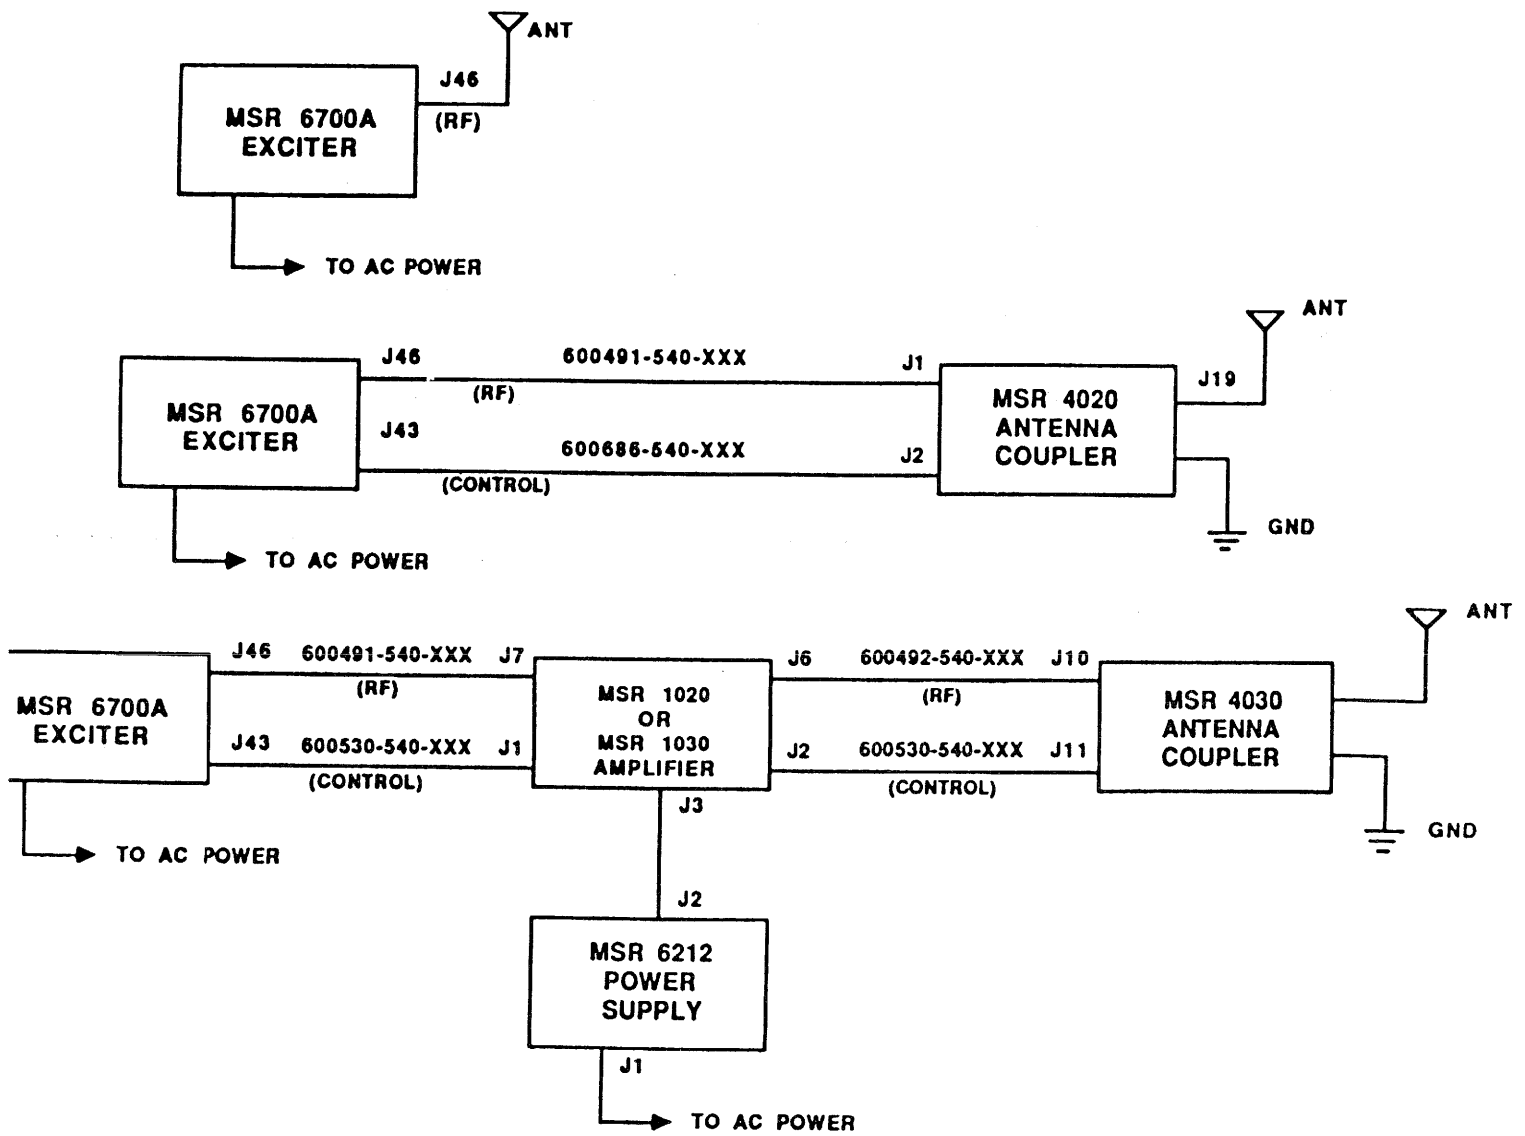 ANT
J46
(RF)
MSR 6700A
EXCITER
TO AC POWER
ANT
J46
600491-540-XXX
J1
(RF)
J19
MSR 6700A
EXCITER
MSR 4020
ANTENNA
COUPLER
J43
600686-540-XXX
J2
(CONTROL)
GND
TO AC POWER
ANT
J46
600491-540-XXX
J7
(RF)
J6
600492-540-XXX
J10
(RF)
MSR 6700A
EXCITER
MSR 1020
OR
MSR 1030
AMPLIFIER
MSR 4030
ANTENNA
COUPLER
J43
600530-540-XXX
J1
(CONTROL)
J2
600530-540-XXX
J11
(CONTROL)
J3
GND
TO AC POWER
J2
MSR 6212
POWER
SUPPLY
J1
TO AC POWER